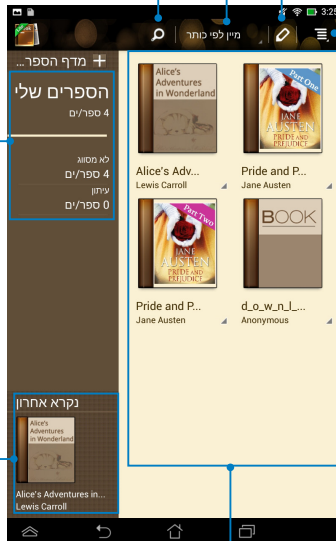 3:25
מיין לפי כותר
+ מדף הספר...
הספרים שלי
4 ספר/ים
לא מסווג
4 ספר/ים
עיתון
0 ספר/ים
Alice's
Adventures
in Wonderland
Alice's Adv...
Lewis Carroll
Part One
JANE
AUSTEN
PRIDE AND
PREJUDICE
Pride and P...
Jane Austen
Part Two
JANE
AUSTEN
PRIDE AND
PREJUDICE
Pride and P...
Jane Austen
BOOK
d_o_w_n_l_...
Anonymous
נקרא אחרון
Alice's
Adventures
in Wonderland
Alice's Adventures in...
Lewis Carroll